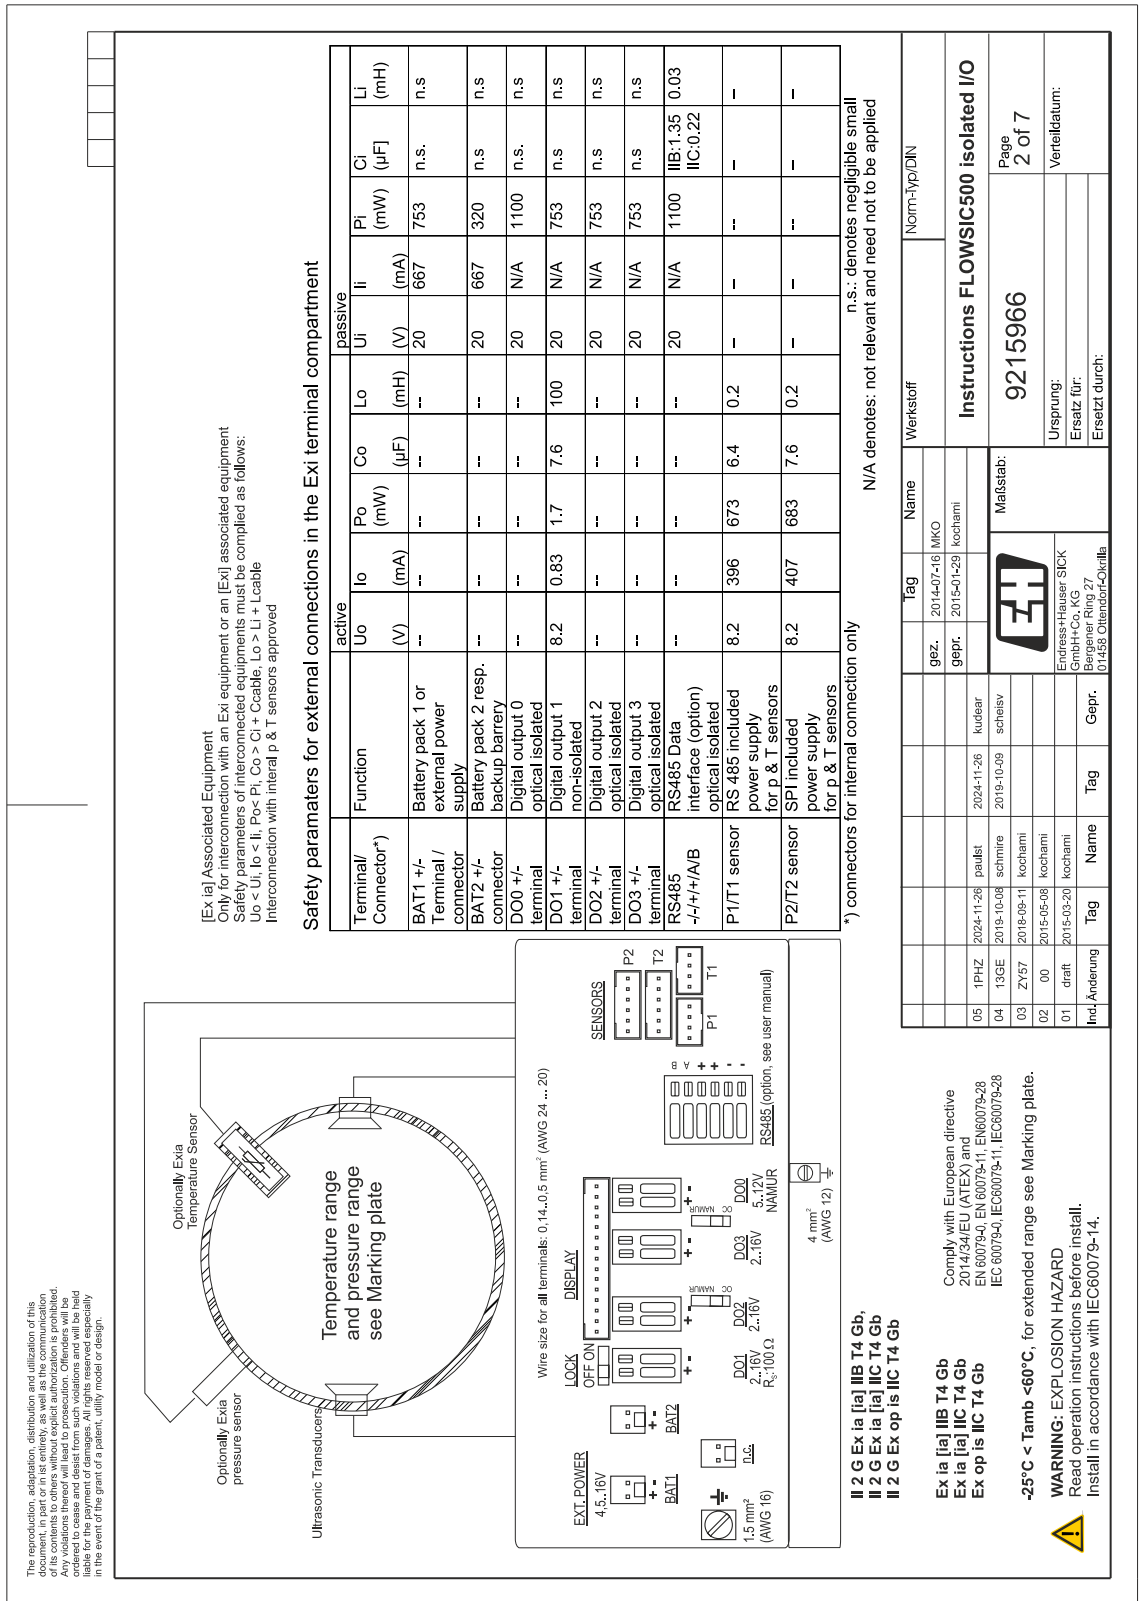 The reproduction, adaptation, distribution and utilization of this
document, in part or in ist entirety, as well as the communication
of its contents to others without explicit authorization is prohibited.
Any violations thereof will lead to prosecution. Offenders will be
ordered to cease and desist from such violations and will be held
liable for the payment of damages. All rights reserved especially
in the event of the grant of a patent, utility model or design.
[Ex ia] Associated Equipment
Only for interconnection with an Exi equipment or an [Exi] associated equipment
Safety parameters of interconnected equipments must be complied as follows:
Uo < Ui, Io < Ii, Po< Pi, Co > Ci + Ccable, Lo > Li + Lcable
Interconnection with interal p & T sensors approved
Safety paramaters for external connections in the Exi terminal compartment
active passive
Terminal/ Connector*) Function Uo (V) Io (mA) Po (mW) Co (µF) Lo (mH) Ui (V) Ii (mA) Pi (mW) Ci [µF] Li (mH)
BAT1 +/- Terminal / connector Battery pack 1 or external power supply -- -- -- -- -- 20 667 753 n.s. n.s
BAT2 +/- connector Battery pack 2 resp. backup barrery -- -- -- -- -- 20 667 320 n.s n.s
DO0 +/- terminal Digital output 0 optical isolated -- -- -- -- -- 20 N/A 1100 n.s. n.s
DO1 +/- terminal Digital output 1 non-isolated 8.2 0.83 1.7 7.6 100 20 N/A 753 n.s n.s
DO2 +/- terminal Digital output 2 optical isolated -- -- -- -- -- 20 N/A 753 n.s n.s
DO3 +/- terminal Digital output 3 optical isolated -- -- -- -- -- 20 N/A 753 n.s n.s
RS485 -/-/+/+/A/B RS485 Data interface (option) optical isolated -- -- -- -- -- 20 N/A 1100 IIB:1.35 IIC:0.22 0.03
P1/T1 sensor RS 485 included power supply for p & T sensors 8.2 396 673 6.4 0.2 -- -- -- -- --
P2/T2 sensor SPI included power supply for p & T sensors 8.2 407 683 7.6 0.2 -- -- -- -- --
*) connectors for internal connection only
n.s.: denotes negligible small
N/A denotes: not relevant and need not to be applied
Optionally Exia
pressure sensor
Optionally Exia
Temperature Sensor
Ultrasonic Transducers
Temperature range
and pressure range
see Marking plate
Wire size for all terminals: 0,14..0.5 mm² (AWG 24 ... 20)
EXT. POWER
4,5..16V
+ -
BAT1
+ -
BAT2
n.c.
1.5 mm²
(AWG 16)
LOCK
OFF ON
DISPLAY
SENSORS
P2
T2
P1
T1
+ -
DO1
2..16V
Rₛ:100 Ω
+ -
DO2
2..16V
OC NAMUR
+ -
DO3
2..16V
OC NAMUR
+ -
DO0
5..12V
NAMUR
B
A
+
+
-
-
RS485 (option, see user manual)
4 mm²
(AWG 12)
II 2 G Ex ia [ia] IIB T4 Gb,
II 2 G Ex ia [ia] IIC T4 Gb
II 2 G Ex op is IIC T4 Gb
Ex ia [ia] IIB T4 Gb
Ex ia [ia] IIC T4 Gb
Ex op is IIC T4 Gb
Comply with European directive
2014/34/EU (ATEX) and
EN 60079-0, EN 60079-11, EN60079-28
IEC 60079-0, IEC60079-11, IEC60079-28
-25°C < Tamb <60°C, for extended range see Marking plate.
WARNING: EXPLOSION HAZARD
Read operation instructions before install.
Install in accordance with IEC60079-14.
05 1PHZ 2024-11-26 paulst 2024-11-26 kudear
04 13GE 2019-10-08 schmire 2019-10-09 scheisv
03 ZY57 2018-09-11 kochami
02 00 2015-05-08 kochami
01 draft 2015-03-20 kochami
Ind. Änderung Tag Name Tag Gepr.
Tag Name
gez. 2014-07-16 MKO
gepr. 2015-01-29 kochami
EH
Endress+Hauser SICK
GmbH+Co. KG
Bergener Ring 27
01458 Ottendorf-Okrilla
Maßstab:
Werkstoff
Norm-Typ/DIN
Instructions FLOWSIC500 isolated I/O
9215966
Page
2 of 7
Ursprung:
Ersatz für:
Ersetzt durch:
Verteildatum: